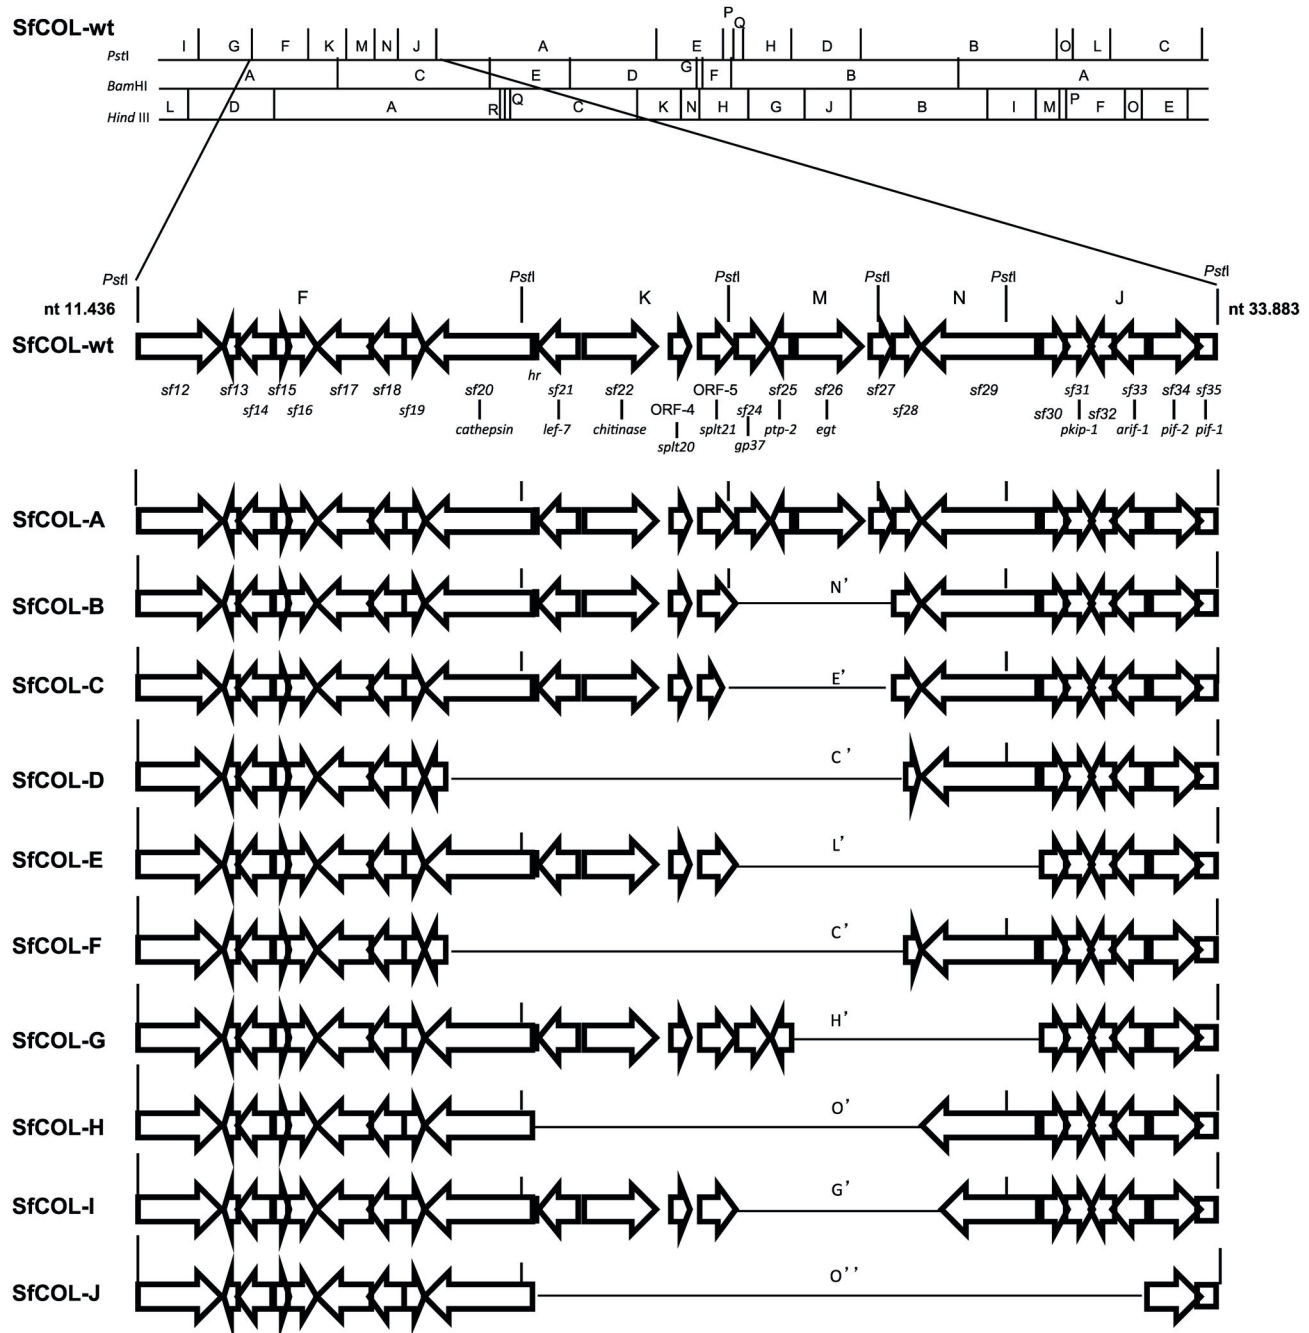 SfCOL-wt
P
Q
PstI I G F K M N J A E H D B O L C
BamHI A C E D G F B A
Hind III L D A R Q C K N H G J B I M P F O E
PstI PstI PstI PstI PstI PstI
nt 11.436 F K M N J nt 33.883
SfCOL-wt
sf12 sf13 sf15 sf17 sf18 sf20 hr sf21 sf22 ORF-5 sf25 sf26 sf27 sf29 sf31 sf33 sf34 sf35
sf14 sf16 sf19 ORF-4 sf24 sf28 sf30 sf32
cathepsin lef-7 chitinase splt21 ptp-2 egt pkip-1 arif-1 pif-2 pif-1
splt20 gp37
SfCOL-A
SfCOL-B N’
SfCOL-C E’
SfCOL-D C’
SfCOL-E L’
SfCOL-F C’
SfCOL-G H’
SfCOL-H O’
SfCOL-I G’
SfCOL-J O’’